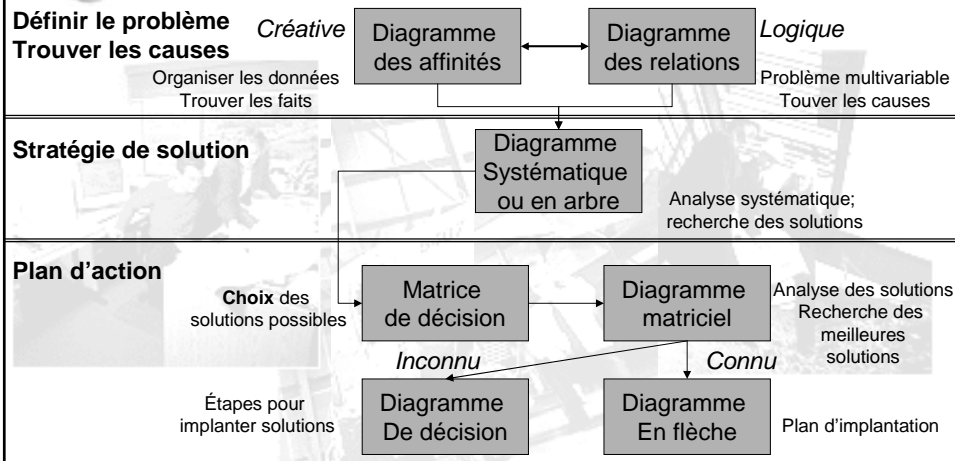 Définir le problème
Trouver les causes
Créative
Diagramme
des affinités
Diagramme
des relations
Logique
Organiser les données
Trouver les faits
Problème multivariable
Touver les causes
Stratégie de solution
Diagramme
Systématique
ou en arbre
Analyse systématique;
recherche des solutions
Plan d'action
Choix des
solutions possibles
Matrice
de décision
Diagramme
matriciel
Analyse des solutions
Recherche des
meilleures
solutions
Inconnu
Connu
Étapes pour
implanter solutions
Diagramme
De décision
Diagramme
En flèche
Plan d'implantation